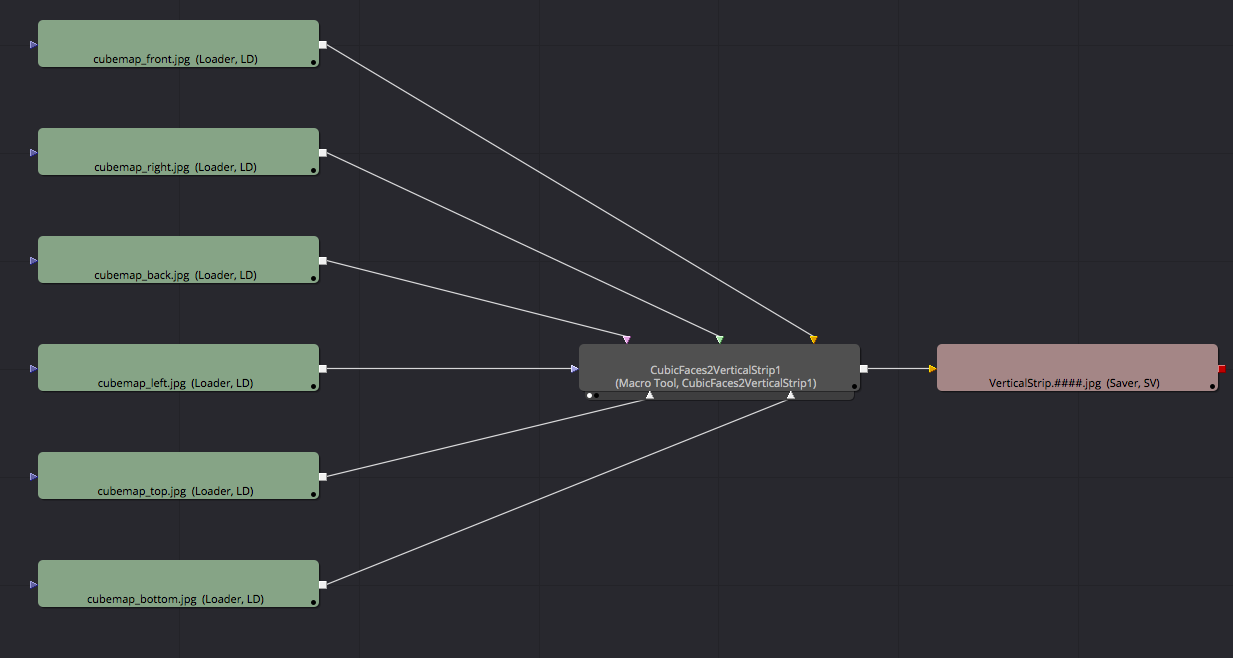 cubemap_front.jpg (Loader, LD)
cubemap_right.jpg (Loader, LD)
cubemap_back.jpg (Loader, LD)
cubemap_left.jpg (Loader, LD)
CubicFaces2VerticalStrip1
(Macro Tool, CubicFaces2VerticalStrip1)
VerticalStrip.####.jpg (Saver, SV)
cubemap_top.jpg (Loader, LD)
cubemap_bottom.jpg (Loader, LD)